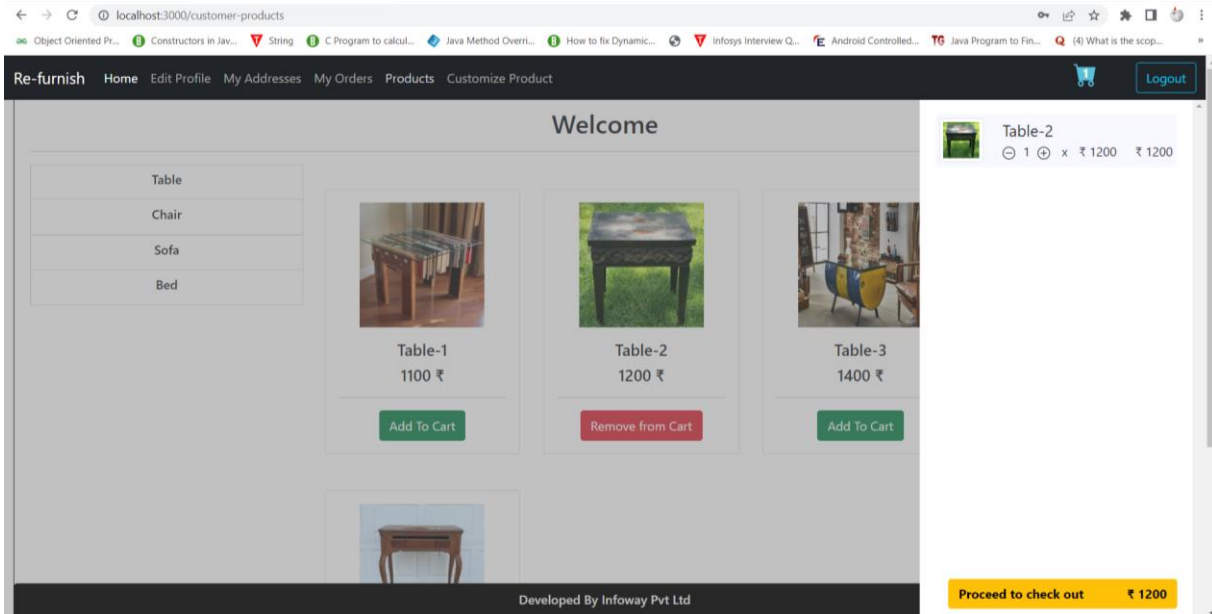 localhost:3000/customer-products
Object Oriented Pr... Constructors in Jav... String C Program to calcul... Java Method Overri... How to fix Dynamic... Infosys Interview Q... Android Controlled... TG Java Program to Fin... Q (4) What is the scop... »
Re-furnish Home Edit Profile My Addresses My Orders Products Customize Product 1 Logout
Welcome
Table
Chair
Sofa
Bed
Table-1
1100 ₹
Add To Cart
Table-2
1200 ₹
Remove from Cart
Table-3
1400 ₹
Add To Cart
Table-2
1 x ₹ 1200 ₹ 1200
Proceed to check out ₹ 1200
Developed By Infoway Pvt Ltd